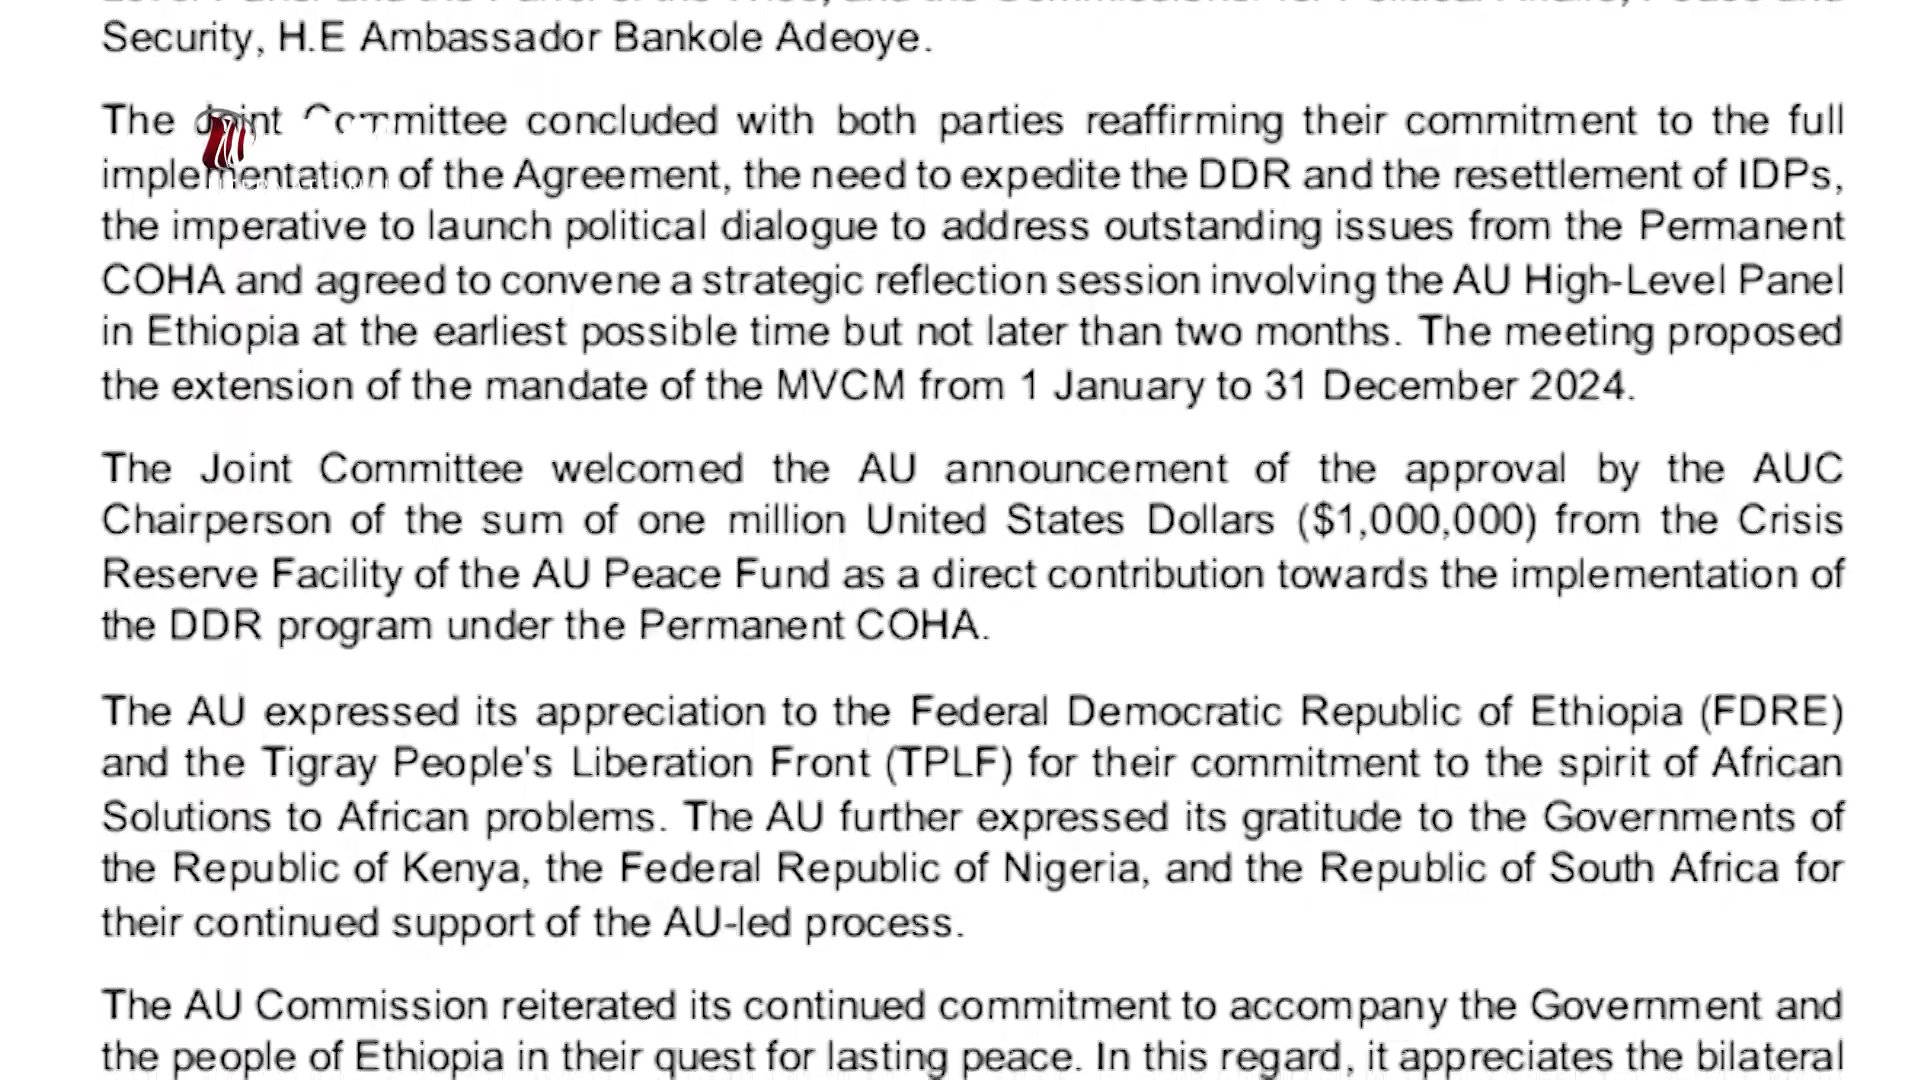 Security, H.E Ambassador Bankole Adeoye.
The Joint Committee concluded with both parties reaffirming their commitment to the full
implementation of the Agreement, the need to expedite the DDR and the resettlement of IDPs,
the imperative to launch political dialogue to address outstanding issues from the Permanent
COHA and agreed to convene a strategic reflection session involving the AU High-Level Panel
in Ethiopia at the earliest possible time but not later than two months. The meeting proposed
the extension of the mandate of the MVCM from 1 January to 31 December 2024.
The Joint Committee welcomed the AU announcement of the approval by the AUC
Chairperson of the sum of one million United States Dollars ($1,000,000) from the Crisis
Reserve Facility of the AU Peace Fund as a direct contribution towards the implementation of
the DDR program under the Permanent COHA.
The AU expressed its appreciation to the Federal Democratic Republic of Ethiopia (FDRE)
and the Tigray People's Liberation Front (TPLF) for their commitment to the spirit of African
Solutions to African problems. The AU further expressed its gratitude to the Governments of
the Republic of Kenya, the Federal Republic of Nigeria, and the Republic of South Africa for
their continued support of the AU-led process.
The AU Commission reiterated its continued commitment to accompany the Government and
the people of Ethiopia in their quest for lasting peace. In this regard, it appreciates the bilateral